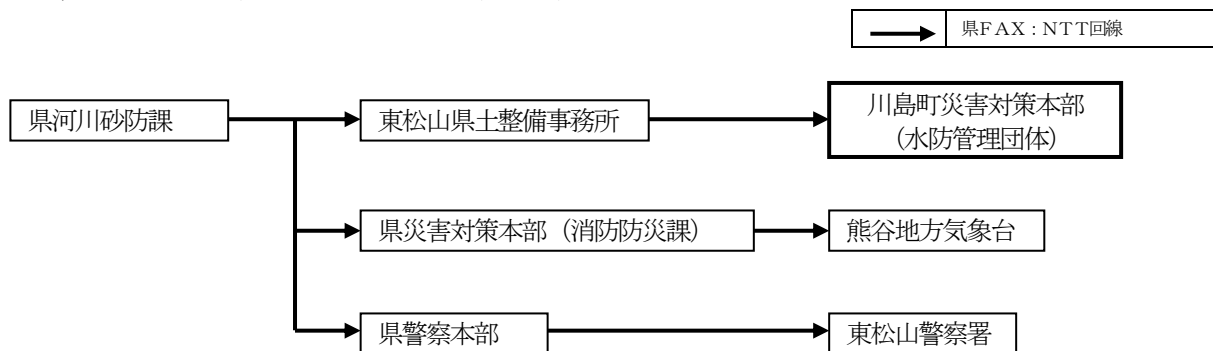 県FAX：NTT回線
県河川砂防課
東松山県土整備事務所
川島町災害対策本部
（水防管理団体）
県災害対策本部（消防防災課）
熊谷地方気象台
県警察本部
東松山警察署